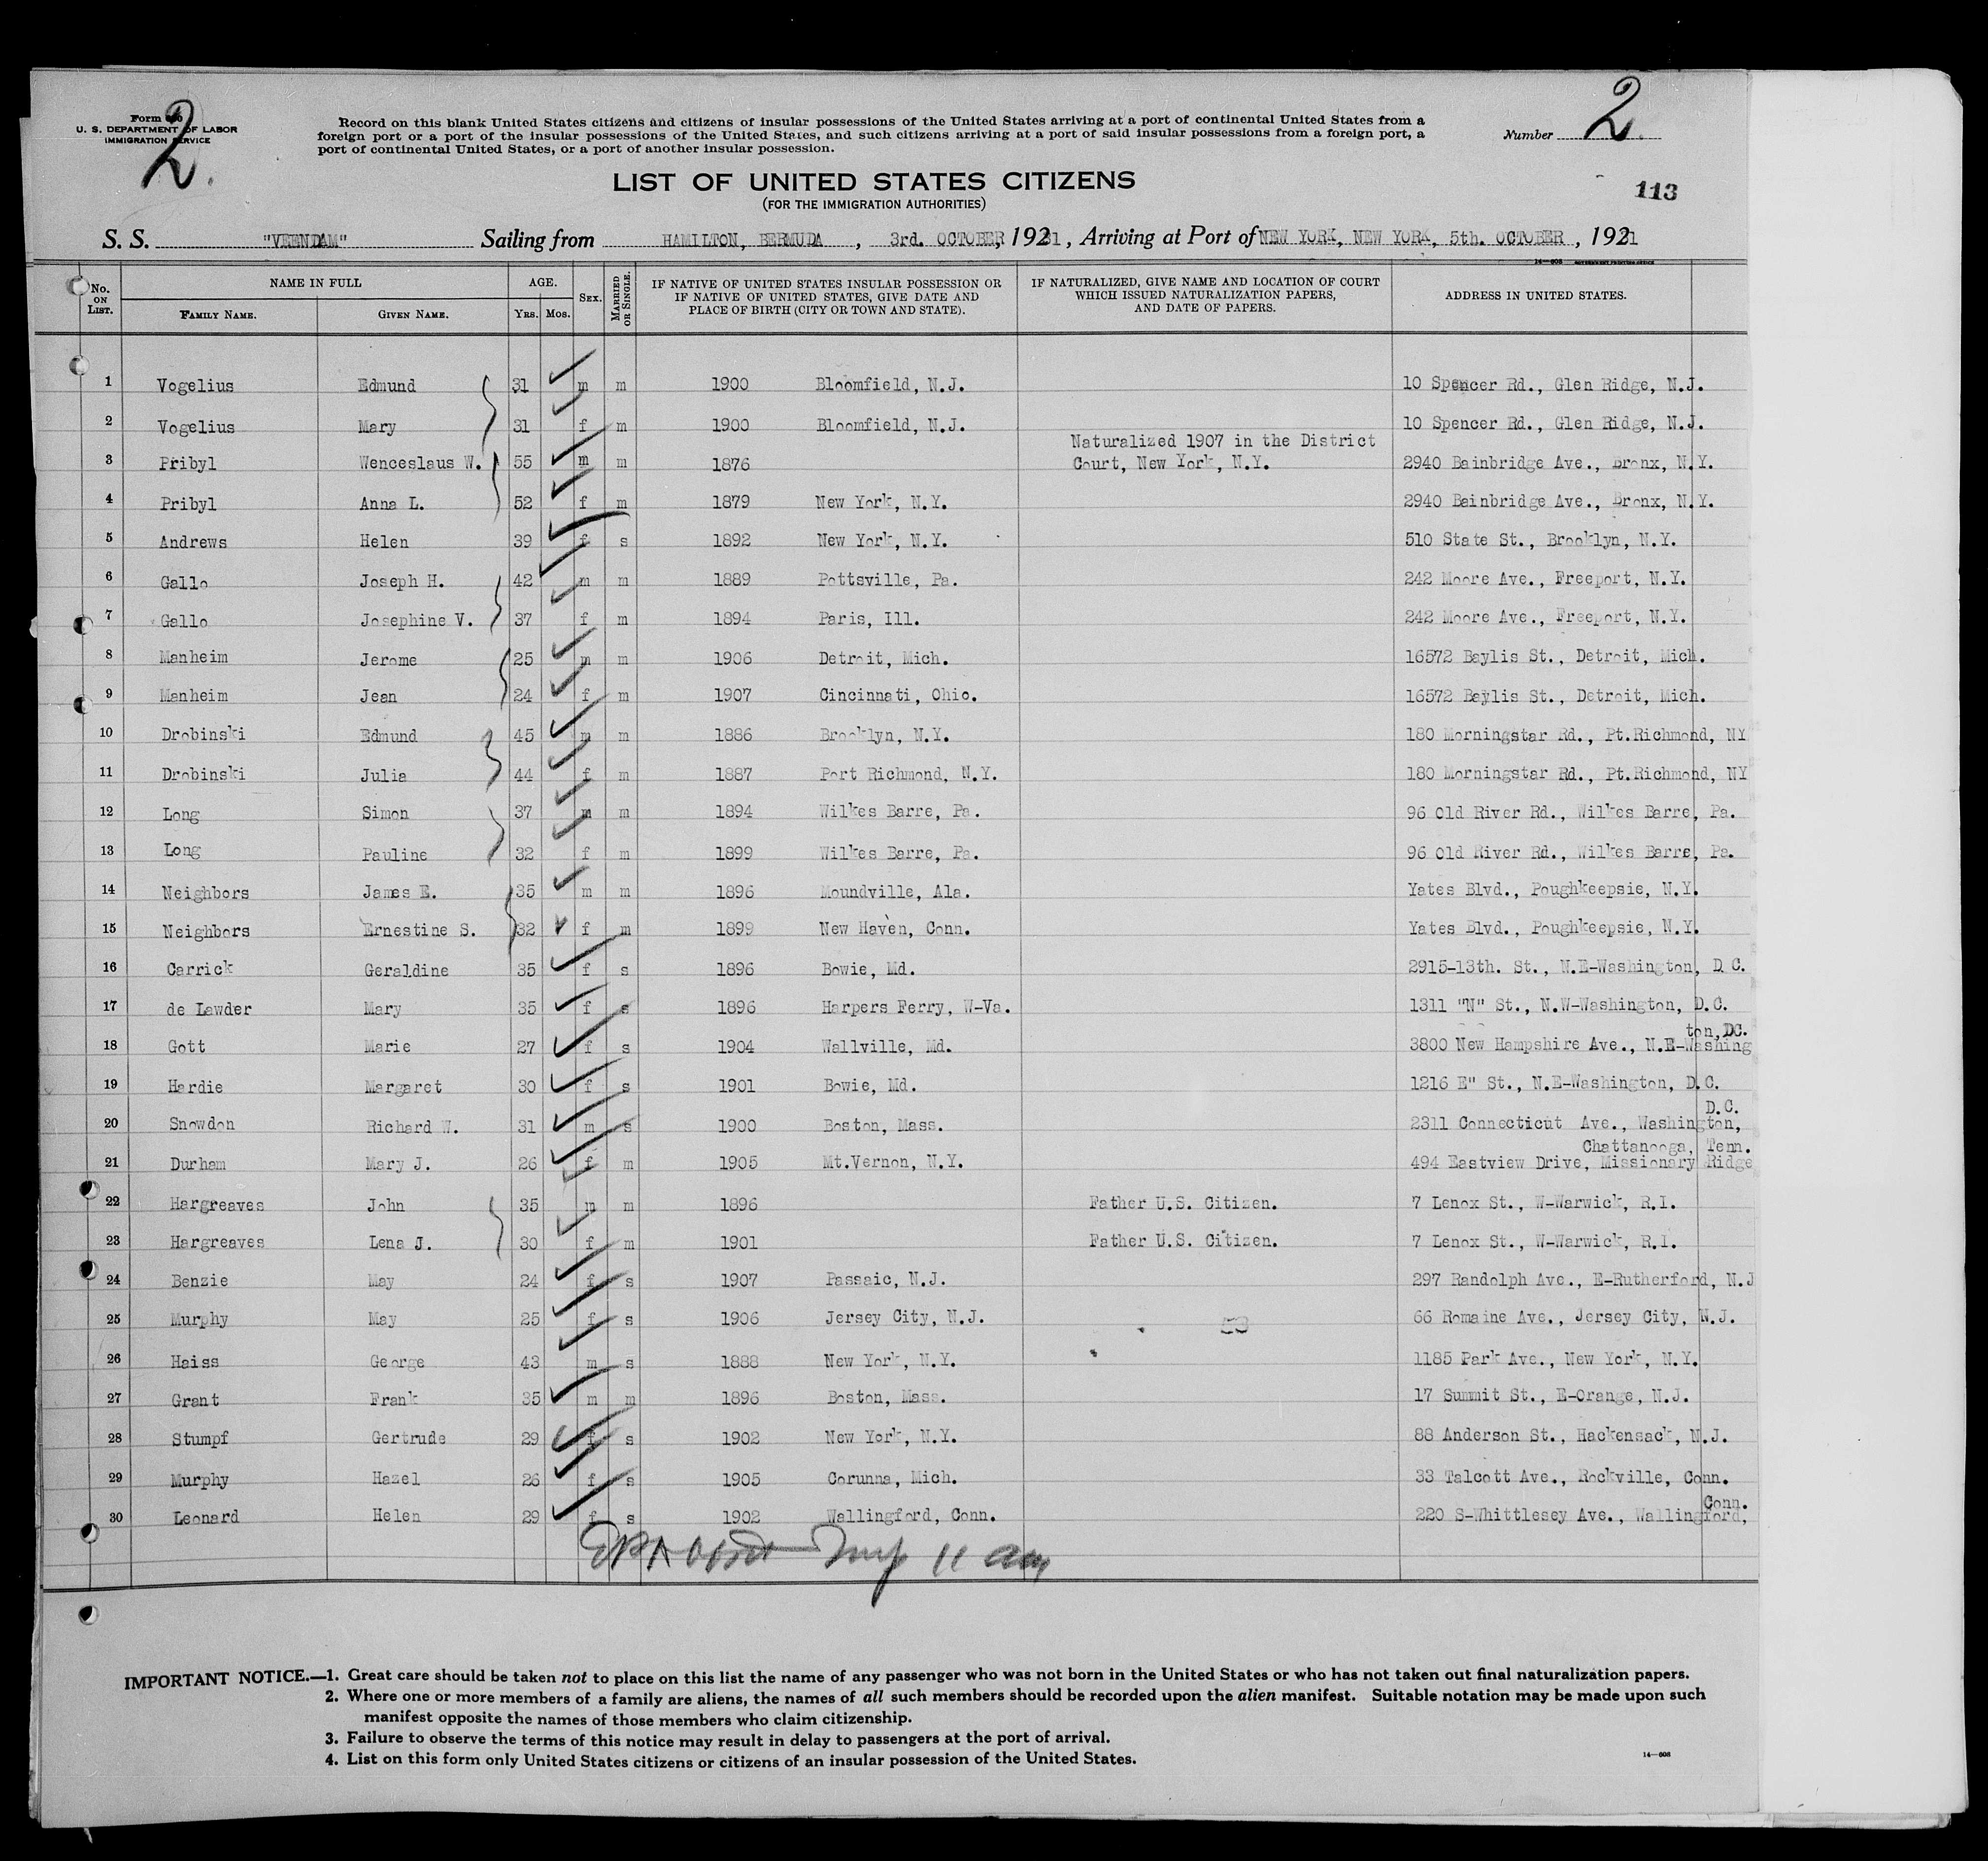 2
2.
Form
U. S. DEPARTMENT OF LABOR
IMMIGRATION SERVICE
Record on this blank United States citizens and citizens of insular possessions of the United States arriving at a port of continental United States from a
foreign port or a port of the insular possessions of the United States, and such citizens arriving at a port of said insular possessions from a foreign port, a
port of continental United States, or a port of another insular possession.
Number
LIST OF UNITED STATES CITIZENS
(FOR THE IMMIGRATION AUTHORITIES)
113
S. S. "VEENDAM" Sailing from HAMILTON, BERMUDA, 3rd. OCTOBER, 1931, Arriving at Port of NEW YORK, NEW YORK, 5th. OCTOBER, 1931
14—608 GOVERNMENT PRINTING OFFICE
No. ON LIST. NAME IN FULL FAMILY NAME. GIVEN NAME. AGE. YRS. MOS. SEX. MARRIED OR SINGLE. IF NATIVE OF UNITED STATES INSULAR POSSESSION OR IF NATIVE OF UNITED STATES, GIVE DATE AND PLACE OF BIRTH (CITY OR TOWN AND STATE). IF NATURALIZED, GIVE NAME AND LOCATION OF COURT WHICH ISSUED NATURALIZATION PAPERS, AND DATE OF PAPERS. ADDRESS IN UNITED STATES.
1 Vogelius Edmund 31 m m 1900 Bloomfield, N.J. 10 Spencer Rd., Glen Ridge, N.J.
2 Vogelius Mary 31 f m 1900 Bloomfield, N.J. 10 Spencer Rd., Glen Ridge, N.J.
Naturalized 1907 in the District
3 Pribyl Wenceslaus W. 55 m m 1876 Court, New York, N.Y. 2940 Bainbridge Ave., Bronx, N.Y.
4 Pribyl Anna L. 52 f m 1879 New York, N.Y. 2940 Bainbridge Ave., Bronx, N.Y.
5 Andrews Helen 39 f s 1892 New York, N.Y. 510 State St., Brooklyn, N.Y.
6 Gallo Joseph H. 42 m m 1889 Pottsville, Pa. 242 Moore Ave., Freeport, N.Y.
7 Gallo Josephine V. 37 f m 1894 Paris, Ill. 242 Moore Ave., Freeport, N.Y.
8 Manheim Jerome 25 m m 1906 Detroit, Mich. 16572 Baylis St., Detroit, Mich.
9 Manheim Jean 24 f m 1907 Cincinnati, Ohio. 16572 Baylis St., Detroit, Mich.
10 Drobinski Edmund 45 m m 1886 Brooklyn, N.Y. 180 Morningstar Rd., Pt.Richmond, NY
11 Drobinski Julia 44 f m 1887 Port Richmond, N.Y. 180 Morningstar Rd., Pt.Richmond, NY
12 Long Simon 37 m m 1894 Wilkes Barre, Pa. 96 Old River Rd., Wilkes Barre, Pa.
13 Long Pauline 32 f m 1899 Wilkes Barre, Pa. 96 Old River Rd., Wilkes Barre, Pa.
14 Neighbors James E. 35 m m 1896 Moundville, Ala. Yates Blvd., Poughkeepsie, N.Y.
15 Neighbors Ernestine S. 32 f m 1899 New Haven, Conn. Yates Blvd., Poughkeepsie, N.Y.
16 Carrick Geraldine 35 f s 1896 Bowie, Md. 2915-13th. St., N.E-Washington, D C.
17 de Lawder Mary 35 f s 1896 Harpers Ferry, W-Va. 1311 "N" St., N.W-Washington, D.C.
ton, DC.
18 Gott Marie 27 f s 1904 Wallville, Md. 3800 New Hampshire Ave., N.E-Washing
19 Hardie Margaret 30 f s 1901 Bowie, Md. 1216 E" St., N.E-Washington, D.C.
D.C.
20 Snowdon Richard W. 31 m s 1900 Boston, Mass. 2311 Connecticut Ave., Washington,
Chattanooga, Tenn.
21 Durham Mary J. 26 f m 1905 Mt.Vernon, N.Y. 494 Eastview Drive, Missionary Ridge
22 Hargreaves John 35 m m 1896 Father U.S. Citizen. 7 Lenox St., W-Warwick, R.I.
23 Hargreaves Lena J. 30 f m 1901 Father U.S. Citizen. 7 Lenox St., W-Warwick, R.I.
24 Benzie May 24 f s 1907 Passaic, N.J. 297 Randolph Ave., E-Rutherford, N.J
25 Murphy May 25 f s 1906 Jersey City, N.J. 66 Romaine Ave., Jersey City, N.J.
26 Haiss George 43 m s 1888 New York, N.Y. 1185 Park Ave., New York, N.Y.
27 Grant Frank 35 m m 1896 Boston, Mass. 17 Summit St., E-Orange, N.J.
28 Stumpf Gertrude 29 f s 1902 New York, N.Y. 88 Anderson St., Hackensack, N.J.
29 Murphy Hazel 26 f s 1905 Corunna, Mich. 33 Talcott Ave., Rockville, Conn.
Conn.
30 Leonard Helen 29 f s 1902 Wallingford, Conn. 220 S-Whittlesey Ave., Wallingford,
11 am
IMPORTANT NOTICE.—1. Great care should be taken not to place on this list the name of any passenger who was not born in the United States or who has not taken out final naturalization papers.
2. Where one or more members of a family are aliens, the names of all such members should be recorded upon the alien manifest. Suitable notation may be made upon such
manifest opposite the names of those members who claim citizenship.
3. Failure to observe the terms of this notice may result in delay to passengers at the port of arrival.
4. List on this form only United States citizens or citizens of an insular possession of the United States.
14—608